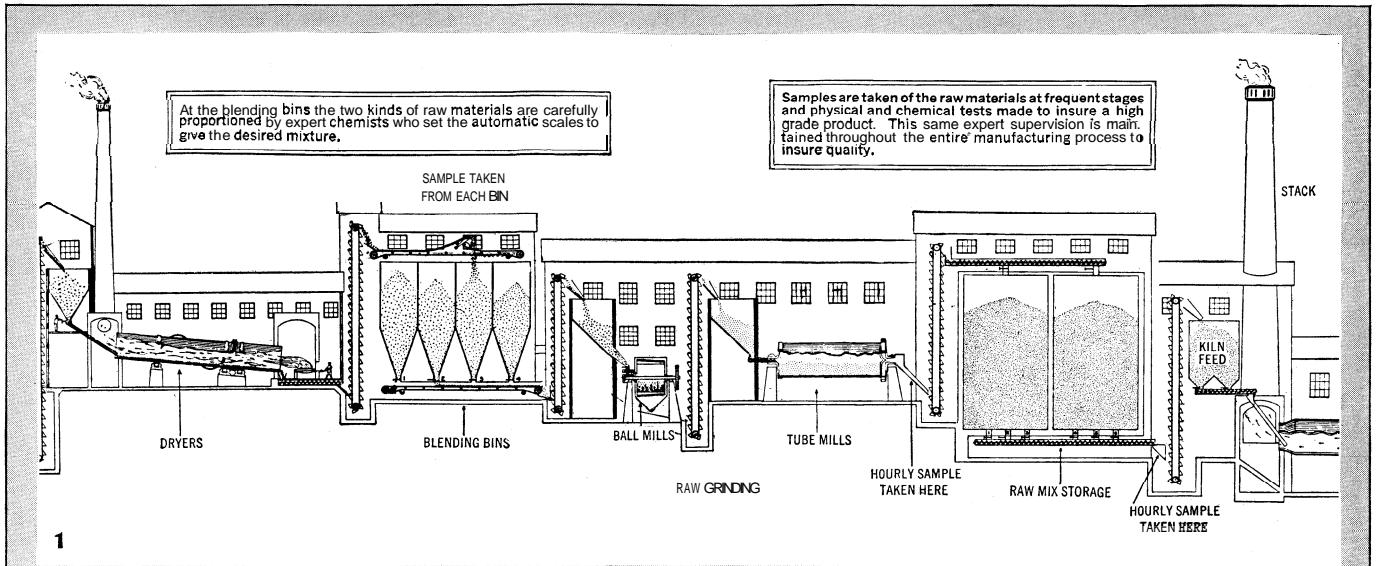 At the blending bins the two kinds of raw materials are carefully
proportioned by expert chemists who set the automatic scales to
give the desired mixture.
Samples are taken of the raw materials at frequent stages
and physical and chemical tests made to insure a high
grade product. This same expert supervision is main.
tained throughout the entire manufacturing process to
insure quality.
SAMPLE TAKEN
FROM EACH BIN
STACK
KILN
FEED
DRYERS
BLENDING BINS
BALL MILLS
TUBE MILLS
HOURLY SAMPLE
TAKEN HERE
RAW MIX STORAGE
RAW GRINDING
HOURLY SAMPLE
TAKEN HERE
1